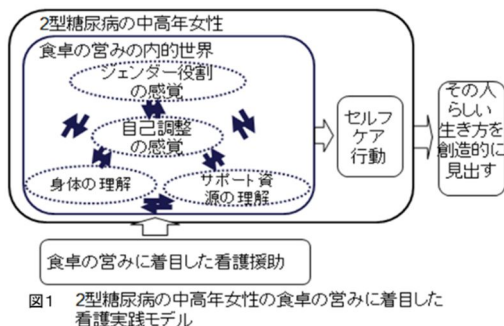 2型糖尿病の中高年女性
食卓の営みの内的世界
ジェンダー役割
の感覚
自己調整
の感覚
身体の理解
サポート資
源の理解
セルフ
ケア
行動
その人
らしい
生き方を
創造的に
見出す
食卓の営みに着目した看護援助
図1 2型糖尿病の中高年女性の食卓の営みに着目した
看護実践モデル